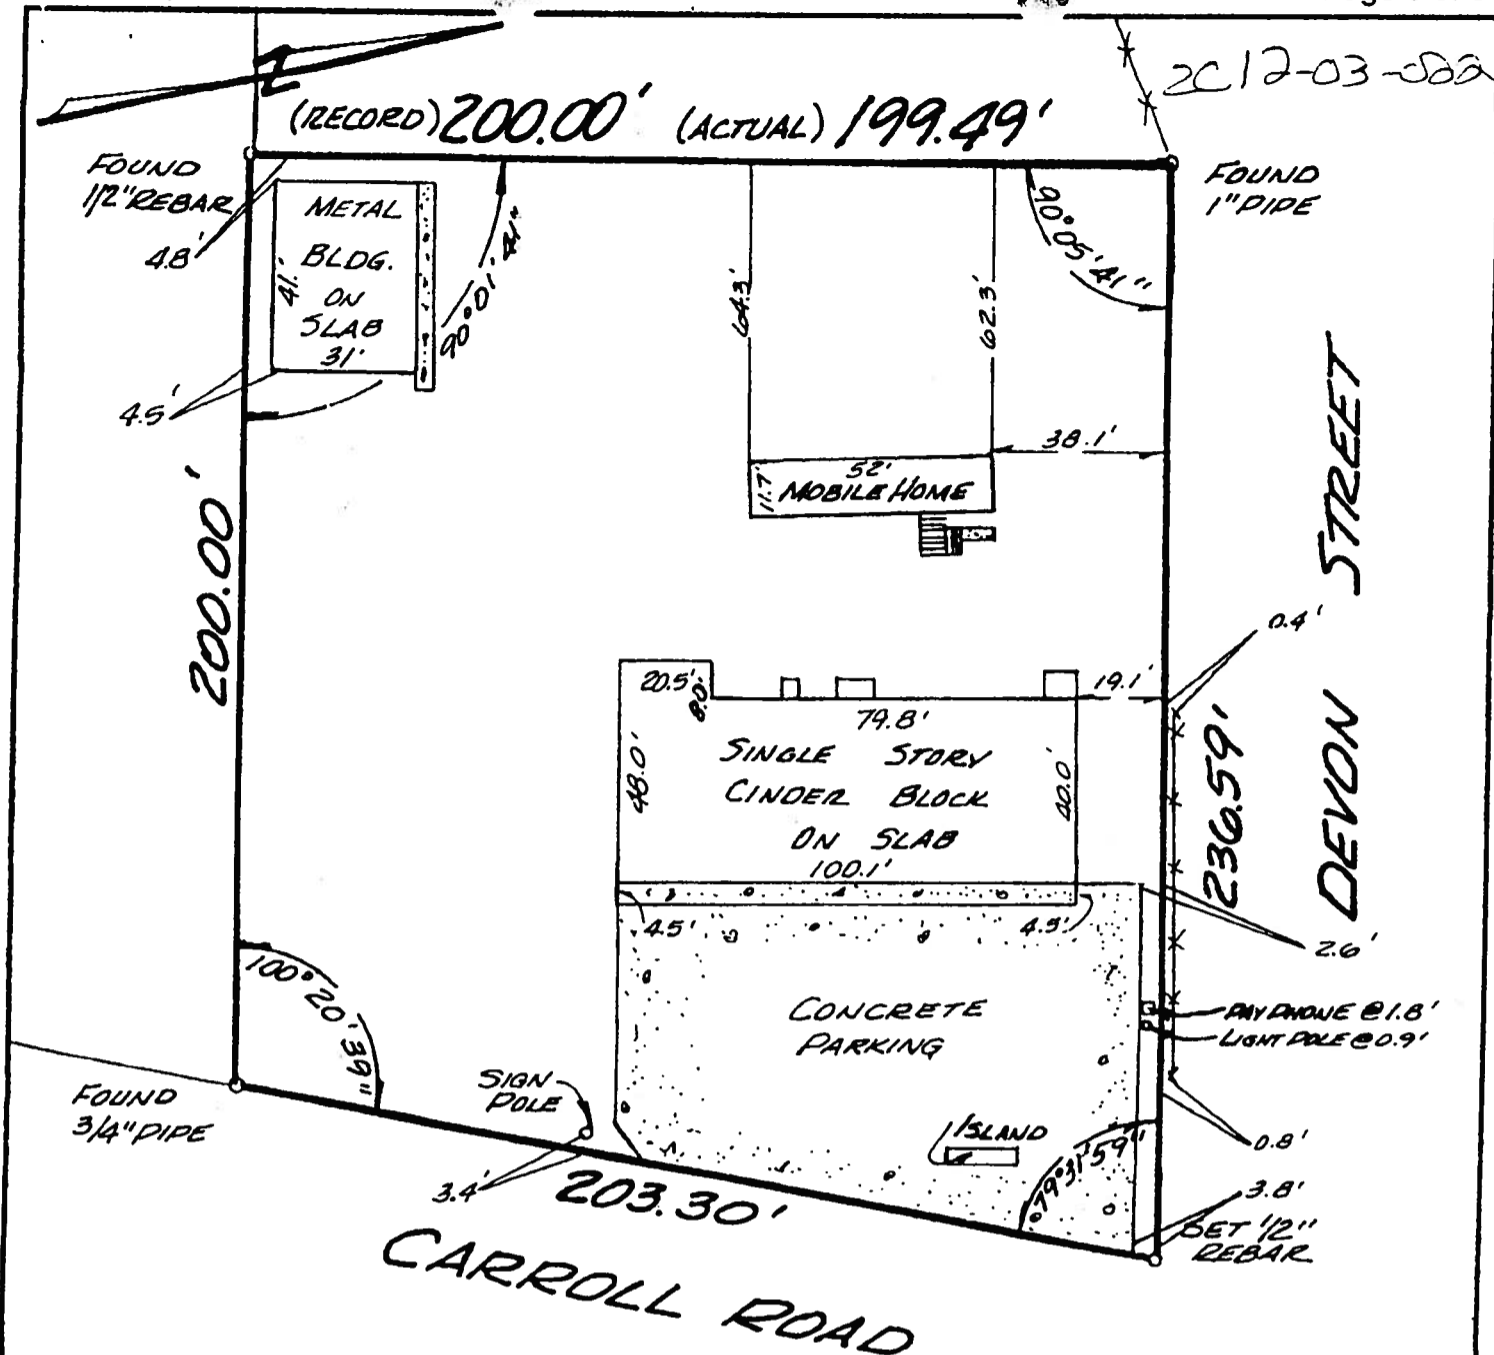 2C12-03-
Z
(RECORD) 200.00' (ACTUAL) 199.49'
FOUND
1/2" REBAR
FOUND
1" PIPE
4.8'
METAL
BLDG.
ON
SLAB
41'
31'
90°01'41"
90°05'41"
64.3'
62.3'
4.5'
38.1'
52'
11.7'
MOBILE HOME
200.00'
DEVON STREET
236.59'
0.4'
20.5'
8.0'
19.1'
79.8'
SINGLE STORY
CINDER BLOCK
ON SLAB
48.0'
40.0'
100.1'
4.5'
4.5'
2.6'
CONCRETE
PARKING
PAY PHONE @ 1.8'
LIGHT POLE @ 0.9'
100°20'39"
FOUND
3/4" PIPE
SIGN
POLE
ISLAND
79°31'59"
0.8'
3.4'
3.8'
SET 1/2"
REBAR
203.30'
CARROLL ROAD